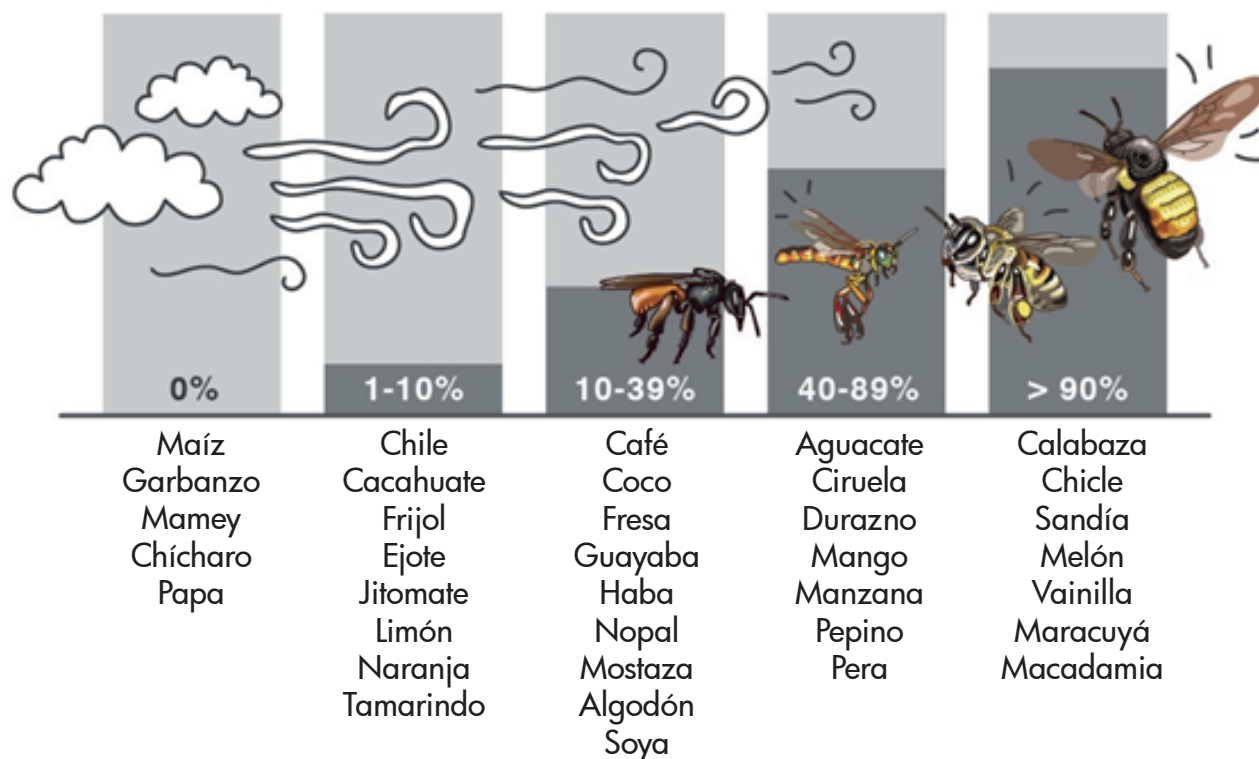 0%
1-10%
10-39%
40-89%
> 90%
Maíz
Garbanzo
Mamey
Chícharo
Papa
Chile
Cacahuate
Frijol
Ejote
Jitomate
Limón
Naranja
Tamarindo
Café
Coco
Fresa
Guayaba
Haba
Nopal
Mostaza
Algodón
Soya
Aguacate
Ciruela
Durazno
Mango
Manzana
Pepino
Pera
Calabaza
Chicle
Sandía
Melón
Vainilla
Maracuyá
Macadamia